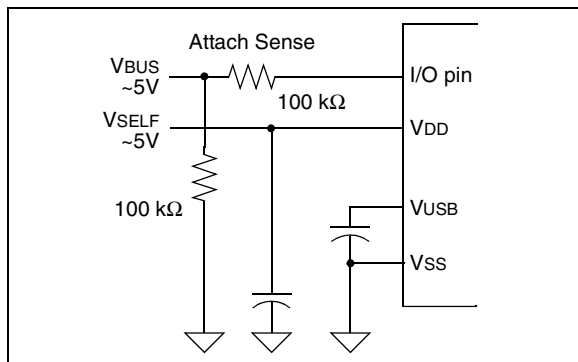 Attach Sense
VBUS
~5V
100 kΩ
I/O pin
VSELF
~5V
VDD
100 kΩ
VUSB
VSS